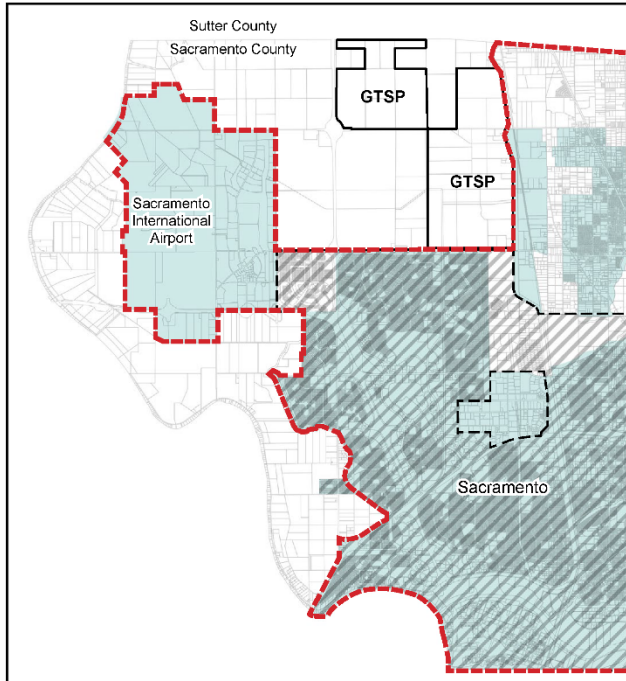 Sutter County
Sacramento County
GTSP
GTSP
Sacramento
International
Airport
Sacramento